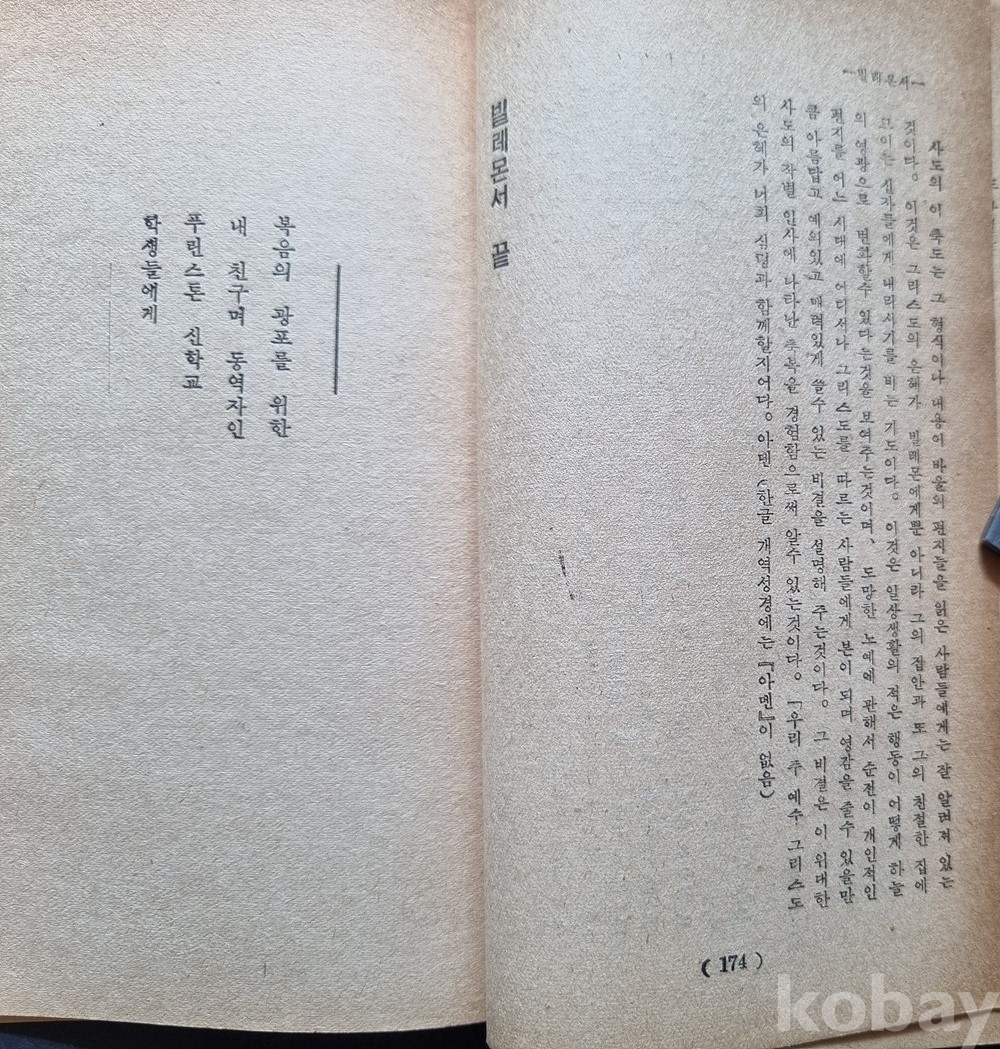 ―빌레몬서―
사도의 이 축도는 그 형식이나 내용이 바울의 편지들을 읽은 사람들에게는 잘 알려져 있는
것이다。 이것은 그리스도의 은혜가 빌레몬에게뿐 아니라 그의 집안과 또 그의 친절한 집에
모이는 신자들에게 내리시기를 비는 기도이다。 이것은 일상생활의 적은 행동이 어떻게 하늘
의 영광으로 변화할수 있다는것을 보여주는것이며、 도망한 노예에 관해서 순전이 개인적인
편지를 어느 시대에 어디서나 그리스도를 따르는 사람들에게 본이 되며 영감을 줄수 있을만
큼 아름답고 예의있고 매력있게 쓸수 있는 비결을 설명해 주는것이다。 그 비결은 이 위대한
사도의 작별 인사에 나타난 축복을 경험함으로써 알수 있는것이다。「우리 주 예수 그리스도
의 은혜가 너희 심령과 함께할지어다。 아멘 (한글 개역성경에는 『아멘』이 없음)
빌레몬서 끝
(174)
복음의 광포를 위한
내 친구며 동역자인
푸린스톤 신학교
학생들에게
kobay